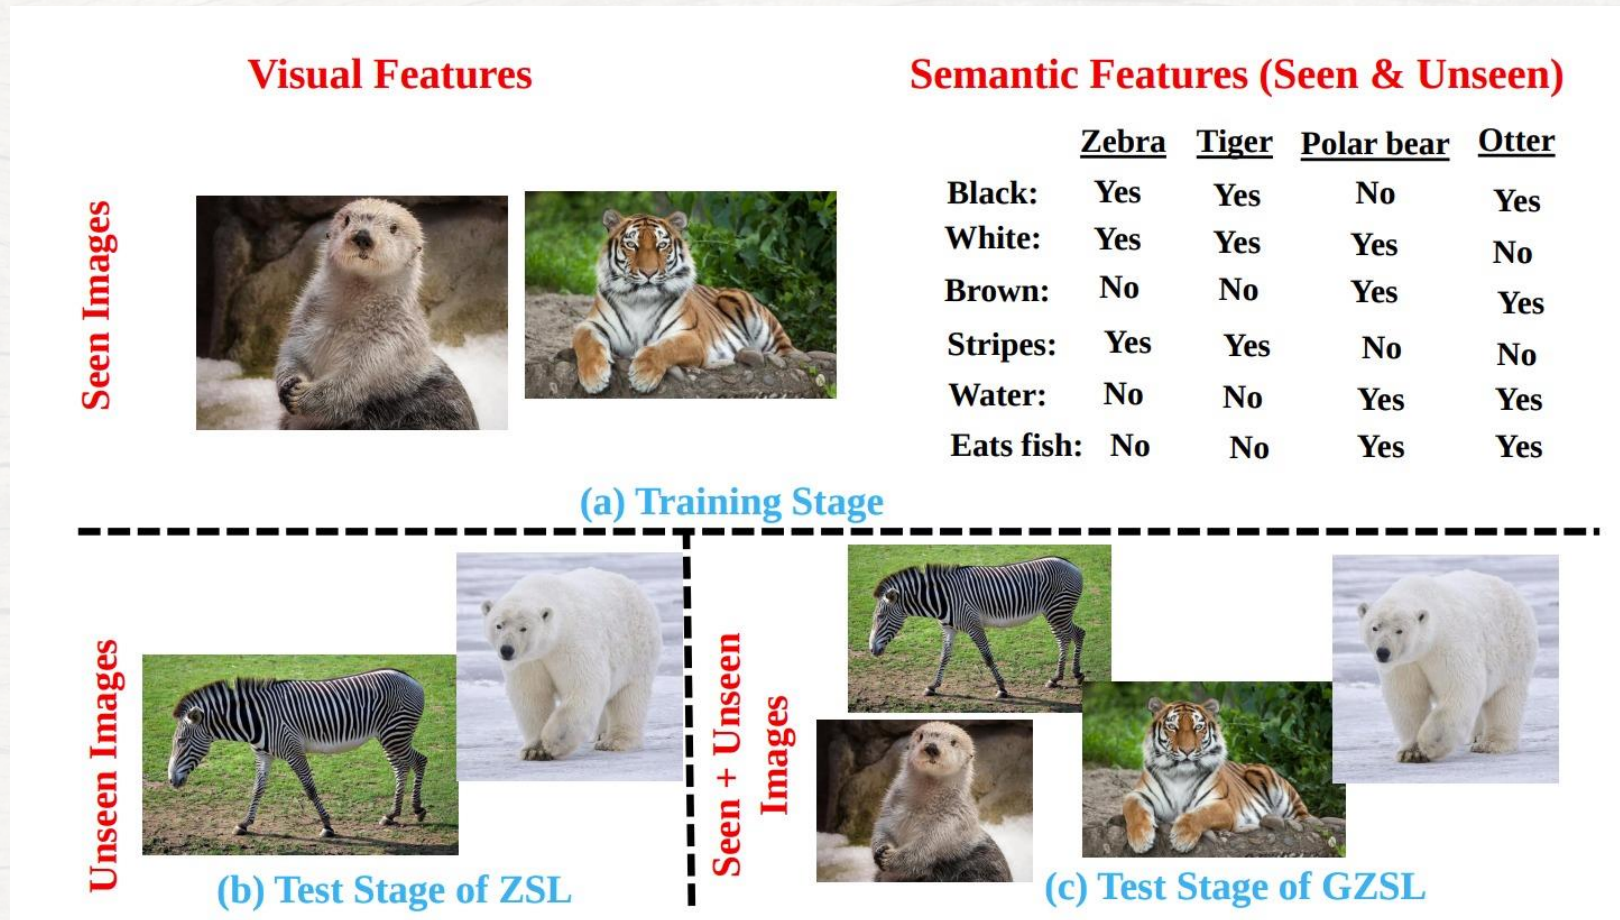 Visual Features
Semantic Features (Seen & Unseen)
Seen Images
Zebra Tiger Polar bear Otter
Black: Yes Yes No Yes
White: Yes Yes Yes No
Brown: No No Yes Yes
Stripes: Yes Yes No No
Water: No No Yes Yes
Eats fish: No No Yes Yes
(a) Training Stage
Unseen Images
(b) Test Stage of ZSL
Seen + Unseen
Images
(c) Test Stage of GZSL